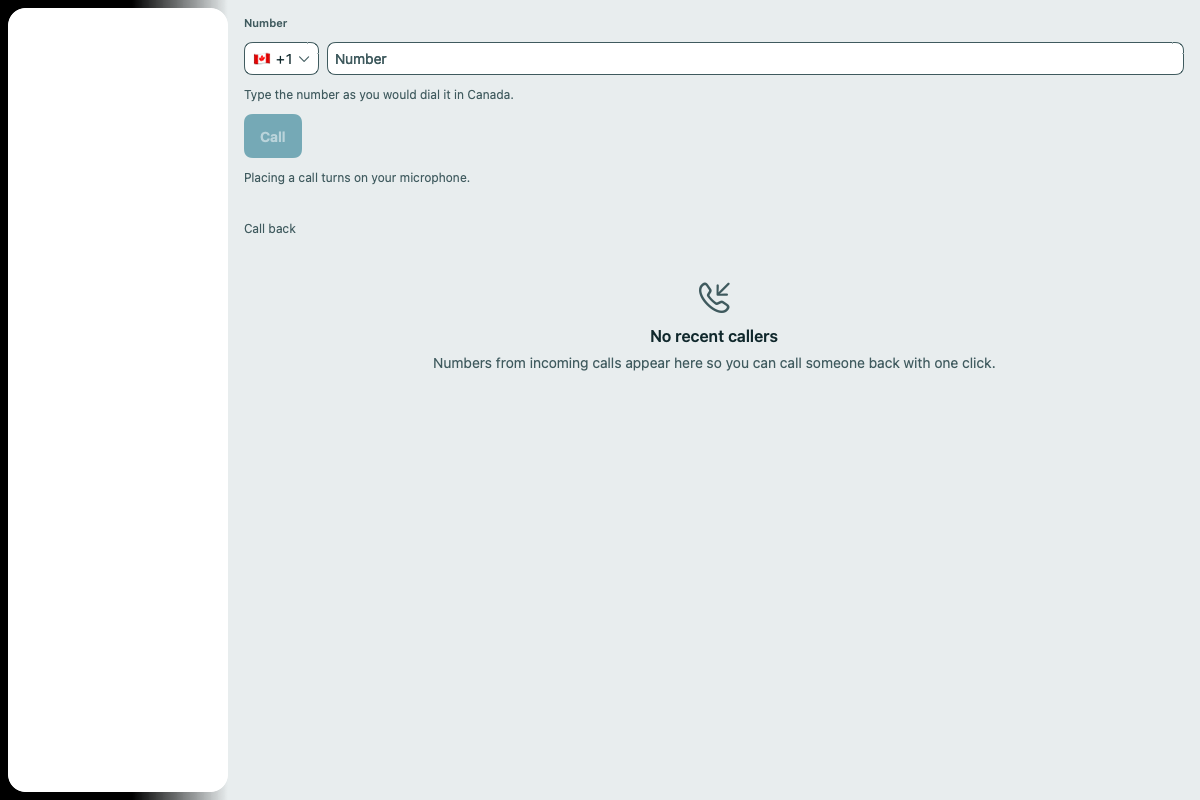 Number
+1
Number
Type the number as you would dial it in Canada.
Call
Placing a call turns on your microphone.
Call back
No recent callers
Numbers from incoming calls appear here so you can call someone back with one click.